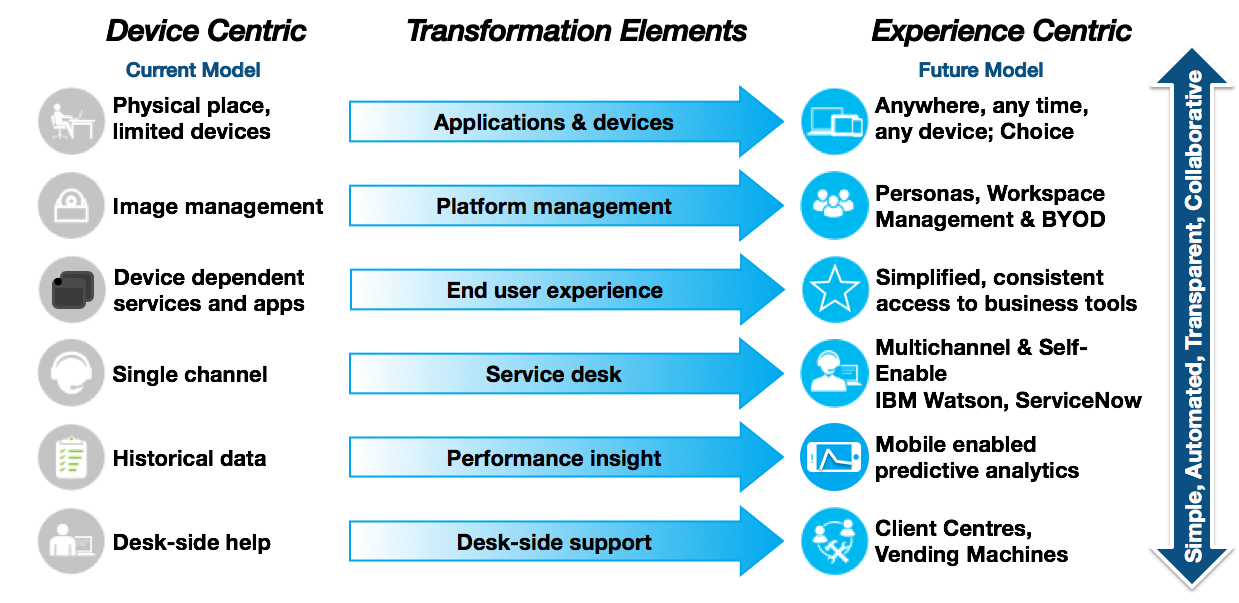 Device Centric
Transformation Elements
Experience Centric
Current Model
Future Model
Physical place,
limited devices
Applications & devices
Anywhere, any time,
any device; Choice
Image management
Platform management
Personas, Workspace
Management & BYOD
Device dependent
services and apps
End user experience
Simplified, consistent
access to business tools
Single channel
Service desk
Multichannel & Self-
Enable
IBM Watson, ServiceNow
Historical data
Performance insight
Mobile enabled
predictive analytics
Desk-side help
Desk-side support
Client Centres,
Vending Machines
Simple, Automated, Transparent, Collaborative